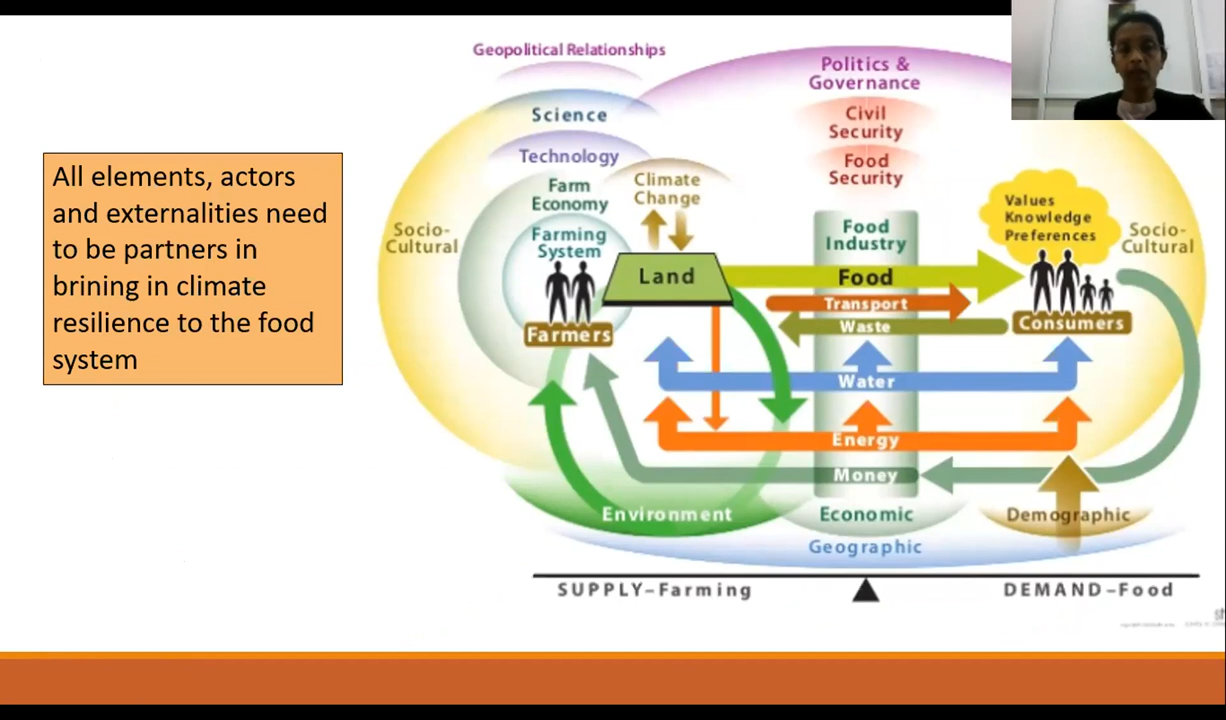 All elements, actors
and externalities need
to be partners in
brining in climate
resilience to the food
system
Geopolitical Relationships
Science
Technology
Farm
Economy
Farming
System
Farmers
Socio-
Cultural
Climate
Change
Land
Politics &
Governance
Civil
Security
Food
Security
Food
Industry
Food
Transport
Waste
Water
Energy
Money
Values
Knowledge
Preferences
Consumers
Socio-
Cultural
Environment
Economic
Demographic
Geographic
SUPPLY–Farming
DEMAND–Food